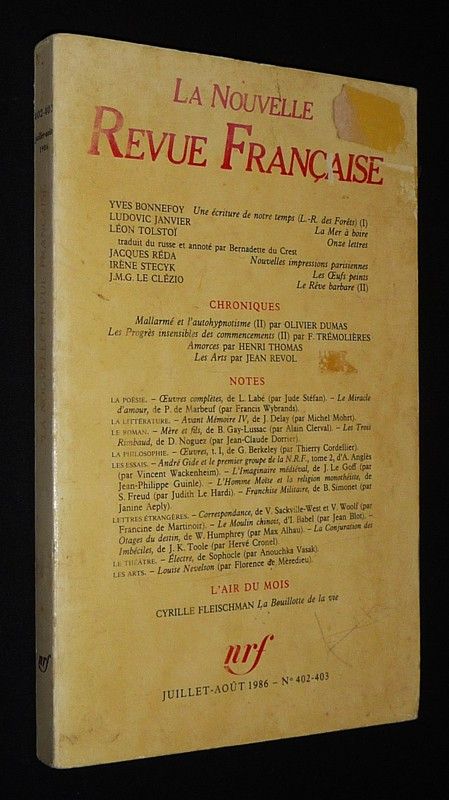 402-403
juillet-août
1986
LA NOUVELLE
REVUE FRANÇAISE
YVES BONNEFOY Une écriture de notre temps (L.-R. des Forêts) (I)
LUDOVIC JANVIER La Mer à boire
LÉON TOLSTOÏ Onze lettres
traduit du russe et annoté par Bernadette du Crest
JACQUES RÉDA Nouvelles impressions parisiennes
IRÈNE STECYK Les Œufs peints
J.M.G. LE CLÉZIO Le Rêve barbare (II)
CHRONIQUES
Mallarmé et l'autohypnotisme (II) par OLIVIER DUMAS
Les Progrès insensibles des commencements (II) par F. TRÉMOLIÈRES
Amorces par HENRI THOMAS
Les Arts par JEAN REVOL
NOTES
LA POÉSIE. – Œuvres complètes, de L. Labé (par Jude Stéfan). – Le Miracle
d'amour, de P. de Marbeuf (par Francis Wybrands).
LA LITTÉRATURE. – Avant Mémoire IV, de J. Delay (par Michel Mohrt).
LE ROMAN. – Mère et fils, de B. Gay-Lussac (par Alain Clerval). – Les Trois
Rimbaud, de D. Noguez (par Jean-Claude Dorrier).
LA PHILOSOPHIE. – Œuvres, t. I, de G. Berkeley (par Thierry Cordellier).
LES ESSAIS. – André Gide et le premier groupe de la N.R.F., tome 2, d'A. Anglès
(par Vincent Wackenheim). – L'Imaginaire médiéval, de J. Le Goff (par
Jean-Philippe Guinle). – L'Homme Moïse et la religion monothéiste, de
S. Freud (par Judith Le Hardi). – Franchise Militaire, de B. Simonet (par
Janine Aeply).
LETTRES ÉTRANGÈRES. – Correspondance, de V. Sackville-West et V. Woolf (par
Francine de Martinoir). – Le Moulin chinois, d'I. Babel (par Jean Blot). –
Otages du destin, de W. Humphrey (par Max Alhau). – La Conjuration des
Imbéciles, de J. K. Toole (par Hervé Cronel).
LE THÉÂTRE. – Électre, de Sophocle (par Anouchka Vasak).
LES ARTS. – Louise Nevelson (par Florence de Mèredieu).
L'AIR DU MOIS
CYRILLE FLEISCHMAN La Bouillotte de la vie
nrf
nrf
JUILLET-AOÛT 1986 – N° 402-403